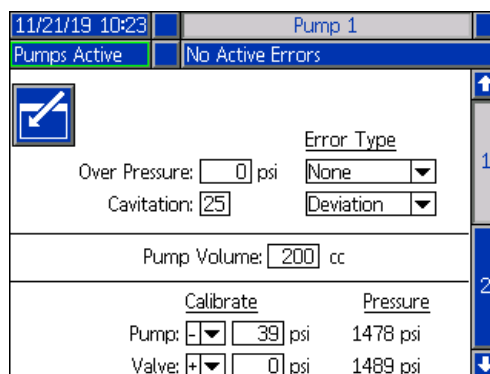 11/21/19 10:23 Pump 1
Pumps Active No Active Errors
Error Type
Over Pressure: 0 psi None
Cavitation: 25 Deviation
1
Pump Volume: 200 cc
2
Calibrate Pressure
Pump: - 39 psi 1478 psi
Valve: + 0 psi 1489 psi